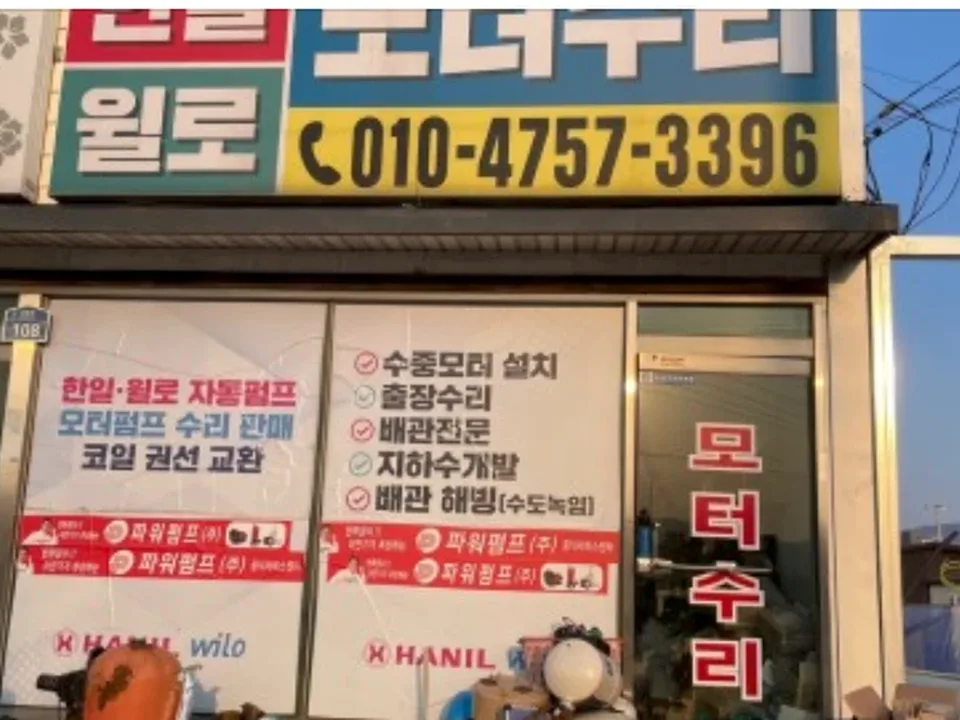 한일
모터수리
윌로
010-4757-3396
108
한일·윌로 자동펌프
모터펌프 수리 판매
코일 권선 교환
수중모터 설치
출장수리
배관전문
지하수개발
배관 해빙(수도녹임)
파워펌프(주)
파워펌프(주)
파워펌프(주)
파워펌프(주)
HANIL wilo
HANIL
모터수리